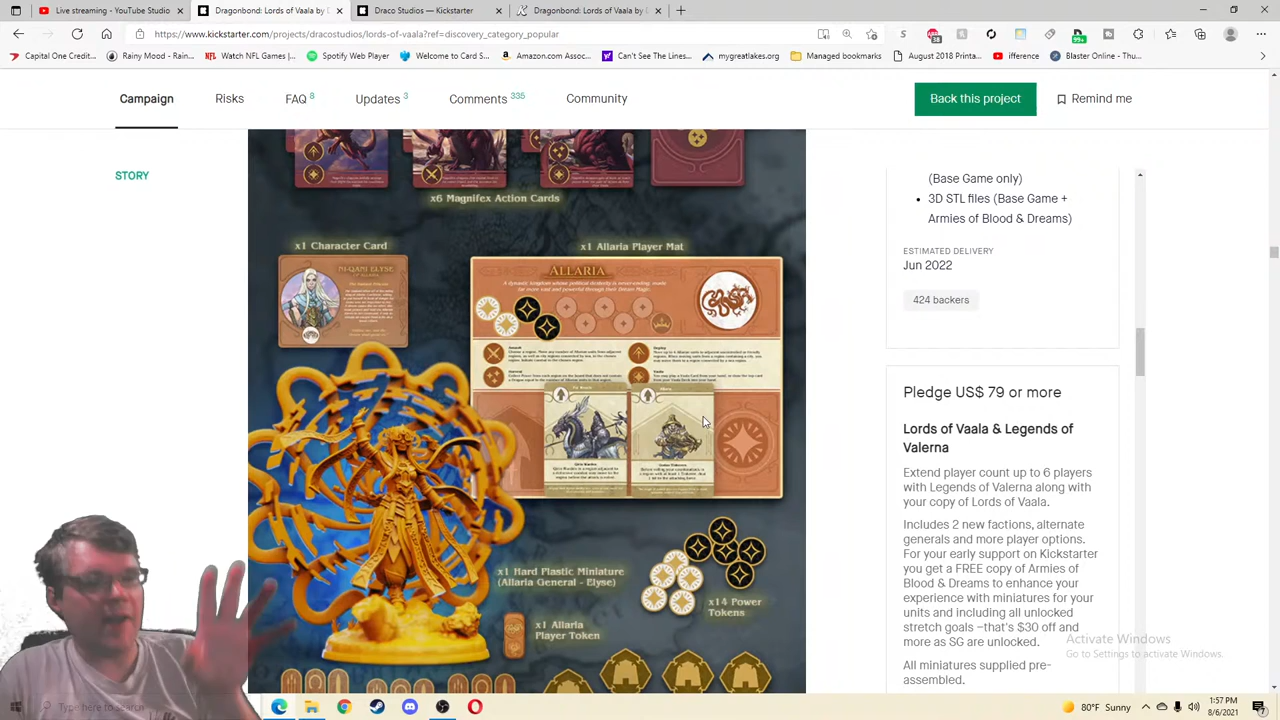 Live streaming - YouTube Studio
Dragonbond: Lords of Vaala by D
Draco Studios — Kickstarter
Dragonbond: Lords of Vaala by D
https://www.kickstarter.com/projects/dracostudios/lords-of-vaala?ref=discovery_category_popular
Capital One Credit...
Rainy Mood • Rain...
Watch NFL Games |...
Spotify Web Player
Welcome to Card S...
Amazon.com Assoc...
Can't See The Lines...
mygreatlakes.org
Managed bookmarks
August 2018 Printa...
ifference
Blaster Online - Thu...
Campaign
Risks
FAQ 8
Updates 3
Comments 335
Community
Back this project
Remind me
STORY
x6 Magnifex Action Cards
x1 Character Card
x1 Allaria Player Mat
NI-QANI ELYSE
ALLARIA
x1 Hard Plastic Miniature
(Allaria General - Elyse)
x1 Allaria
Player Token
x14 Power
Tokens
(Base Game only)
• 3D STL files (Base Game +
Armies of Blood & Dreams)
ESTIMATED DELIVERY
Jun 2022
424 backers
Pledge US$ 79 or more
Lords of Vaala & Legends of
Valerna
Extend player count up to 6 players
with Legends of Valerna along with
your copy of Lords of Vaala.
Includes 2 new factions, alternate
generals and more player options.
For your early support on Kickstarter
you get a FREE copy of Armies of
Blood & Dreams to enhance your
experience with miniatures for your
units and including all unlocked
stretch goals –that's $30 off and
more as SG are unlocked.
All miniatures supplied pre-
assembled.
Activate Windows
Go to Settings to activate Windows.
Type here to search
80°F Sunny
1:57 PM
8/6/2021